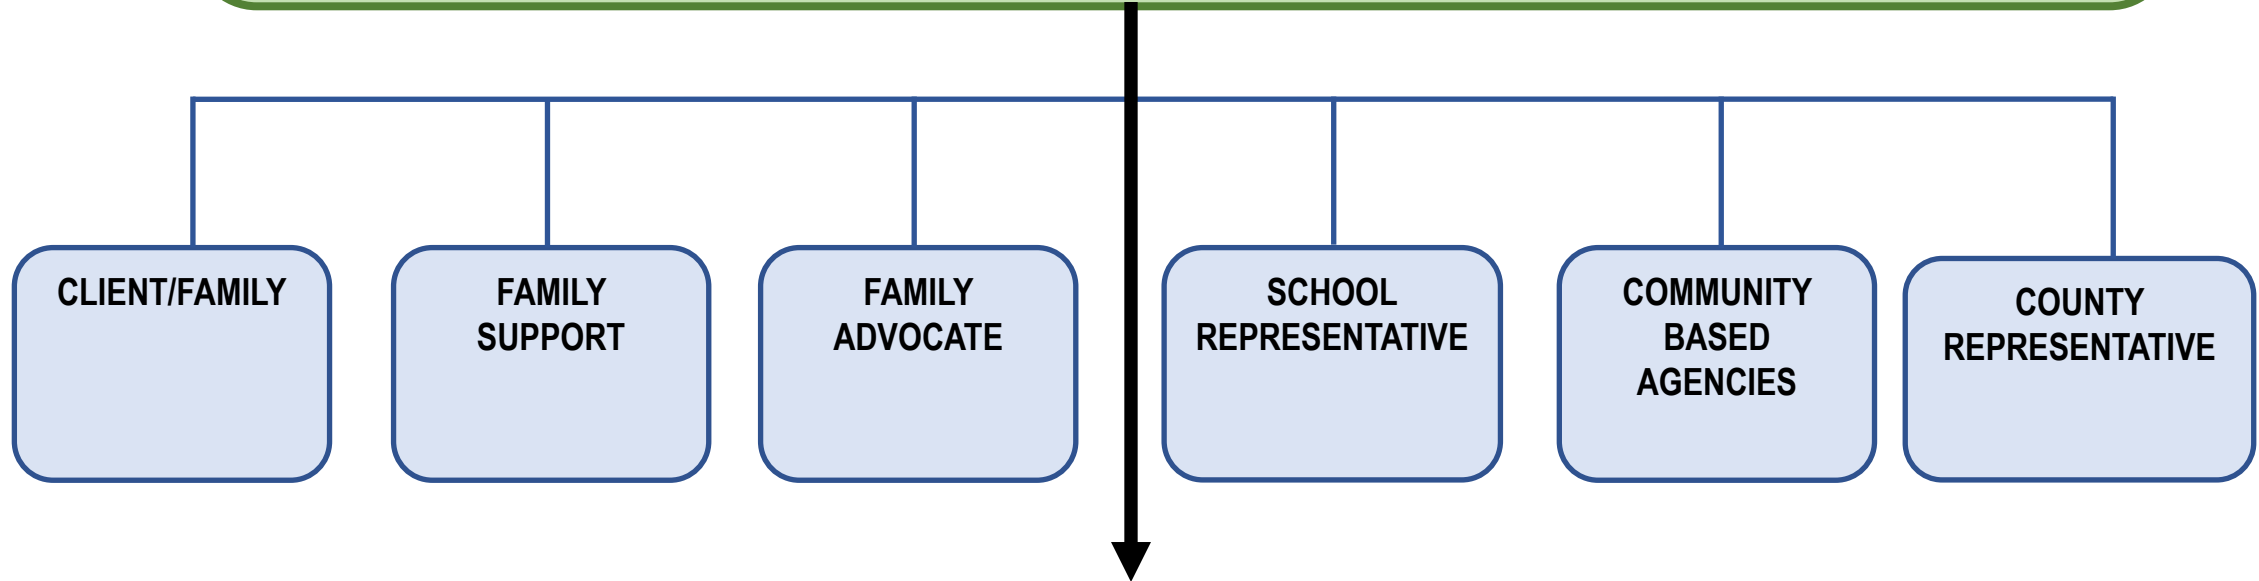 CLIENT/FAMILY
FAMILY
SUPPORT
FAMILY
ADVOCATE
SCHOOL
REPRESENTATIVE
COMMUNITY
BASED
AGENCIES
COUNTY
REPRESENTATIVE